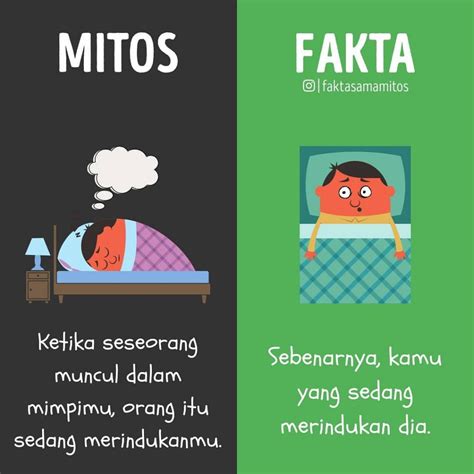 MITOS
Ketika seseorang
muncul dalam
mimpimu, orang itu
sedang merindukanmu.
FAKTA
|faktasamamitos
Sebenarnya, kamu
yang sedang
merindukan dia.